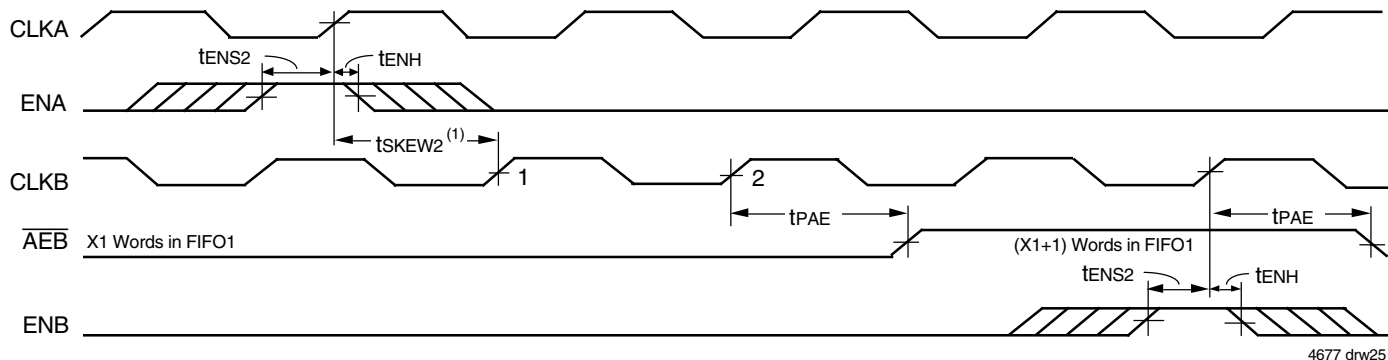 CLKA
tENS2 tENH
ENA
tSKEW2 (1)
CLKB 1 2
tPAE tPAE
AEB X1 Words in FIFO1 (X1+1) Words in FIFO1
tENS2 tENH
ENB
4677 drw25